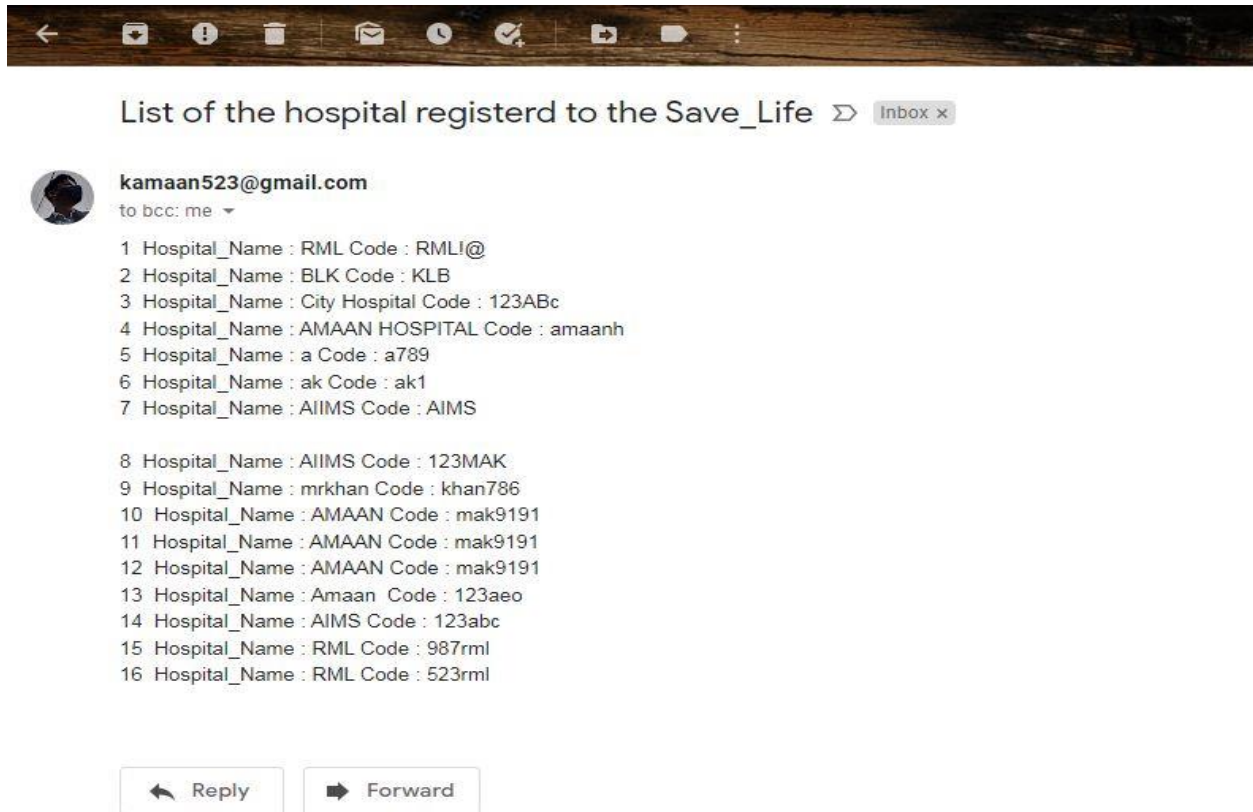 List of the hospital registerd to the Save_Life Inbox x
kamaan523@gmail.com
to bcc: me
1 Hospital_Name : RML Code : RML!@
2 Hospital_Name : BLK Code : KLB
3 Hospital_Name : City Hospital Code : 123ABc
4 Hospital_Name : AMAAN HOSPITAL Code : amaanh
5 Hospital_Name : a Code : a789
6 Hospital_Name : ak Code : ak1
7 Hospital_Name : AIIMS Code : AIMS
8 Hospital_Name : AIIMS Code : 123MAK
9 Hospital_Name : mrkhan Code : khan786
10 Hospital_Name : AMAAN Code : mak9191
11 Hospital_Name : AMAAN Code : mak9191
12 Hospital_Name : AMAAN Code : mak9191
13 Hospital_Name : Amaan Code : 123aeo
14 Hospital_Name : AIMS Code : 123abc
15 Hospital_Name : RML Code : 987rml
16 Hospital_Name : RML Code : 523rml
Reply Forward